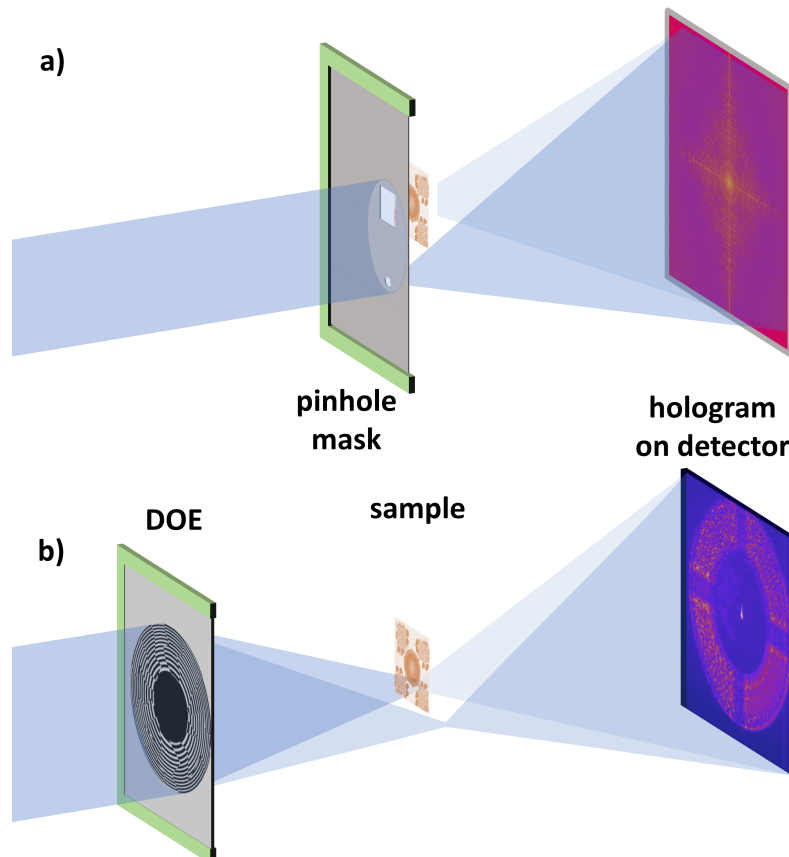 a)
pinhole
mask
hologram
on detector
DOE
sample
b)